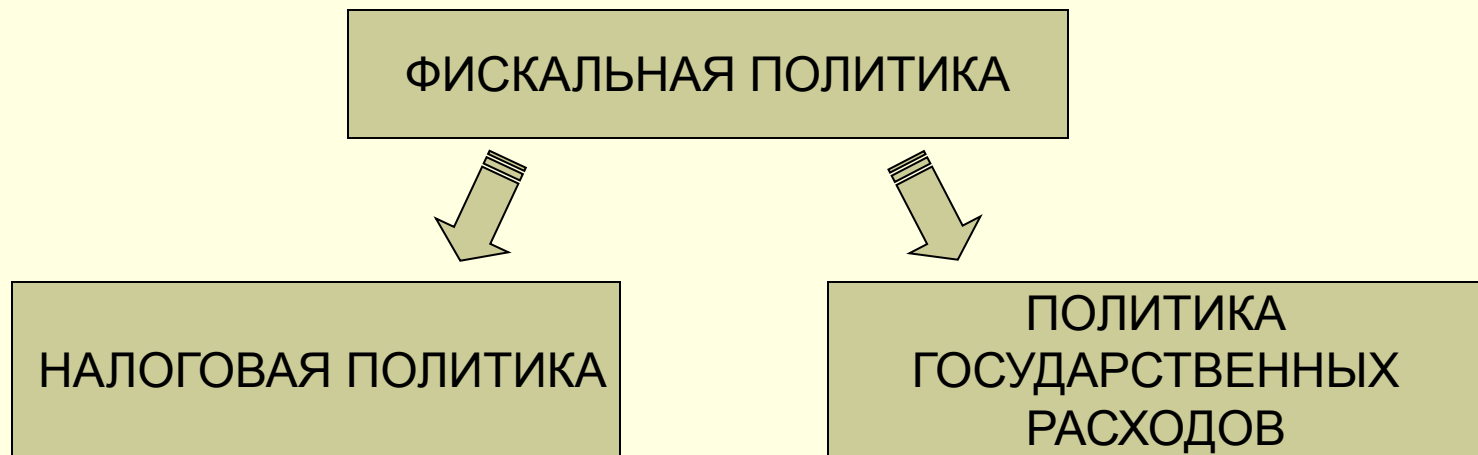 ФИСКАЛЬНАЯ ПОЛИТИКА
НАЛОГОВАЯ ПОЛИТИКА
ПОЛИТИКА
ГОСУДАРСТВЕННЫХ
РАСХОДОВ